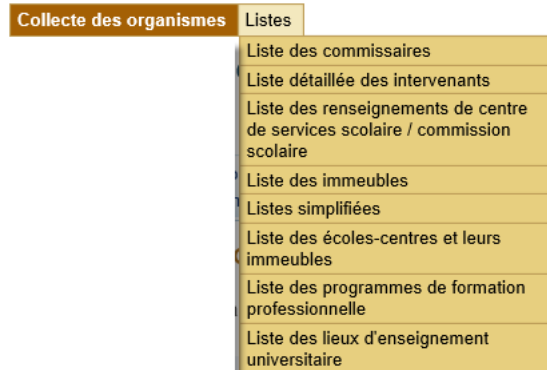 Collecte des organismes Listes
Liste des commissaires
Liste détaillée des intervenants
Liste des renseignements de centre
de services scolaire / commission
scolaire
Liste des immeubles
Listes simplifiées
Liste des écoles-centres et leurs
immeubles
Liste des programmes de formation
professionnelle
Liste des lieux d'enseignement
universitaire